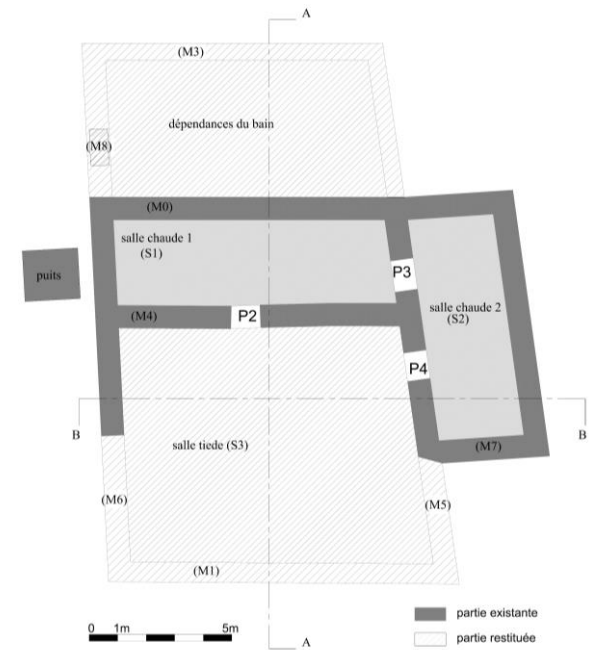 A
(M3)
dépendances du bain
(M8)
(M0)
salle chaude 1
(S1)
puits
P3
salle chaude 2
(S2)
(M4)
P2
P4
B
B
salle tiede (S3)
(M7)
(M6)
(M5)
(M1)
partie existante
0 1m 5m
partie restituée
A